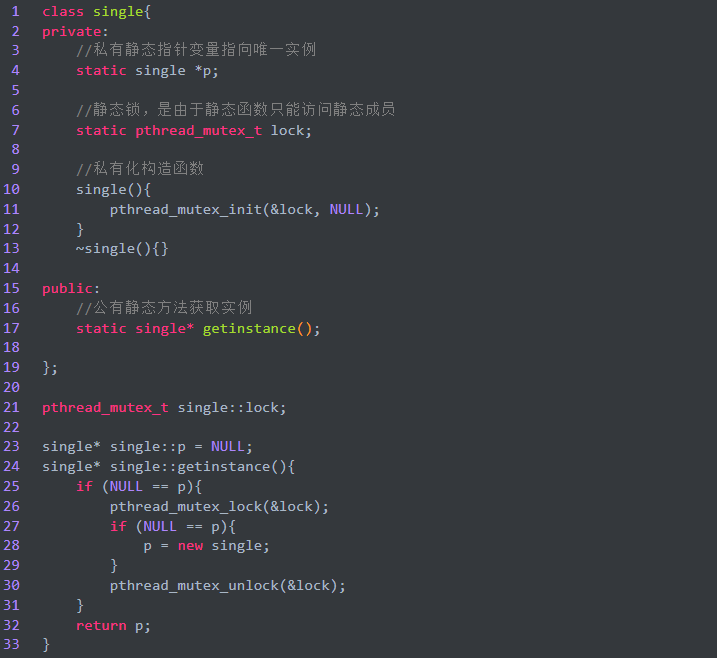 1 class single{
2 private:
3 //私有静态指针变量指向唯一实例
4 static single *p;
5
6 //静态锁，是由于静态函数只能访问静态成员
7 static pthread_mutex_t lock;
8
9 //私有化构造函数
10 single(){
11 pthread_mutex_init(&lock, NULL);
12 }
13 ~single(){}
14
15 public:
16 //公有静态方法获取实例
17 static single* getinstance();
18
19 };
20
21 pthread_mutex_t single::lock;
22
23 single* single::p = NULL;
24 single* single::getinstance(){
25 if (NULL == p){
26 pthread_mutex_lock(&lock);
27 if (NULL == p){
28 p = new single;
29 }
30 pthread_mutex_unlock(&lock);
31 }
32 return p;
33 }